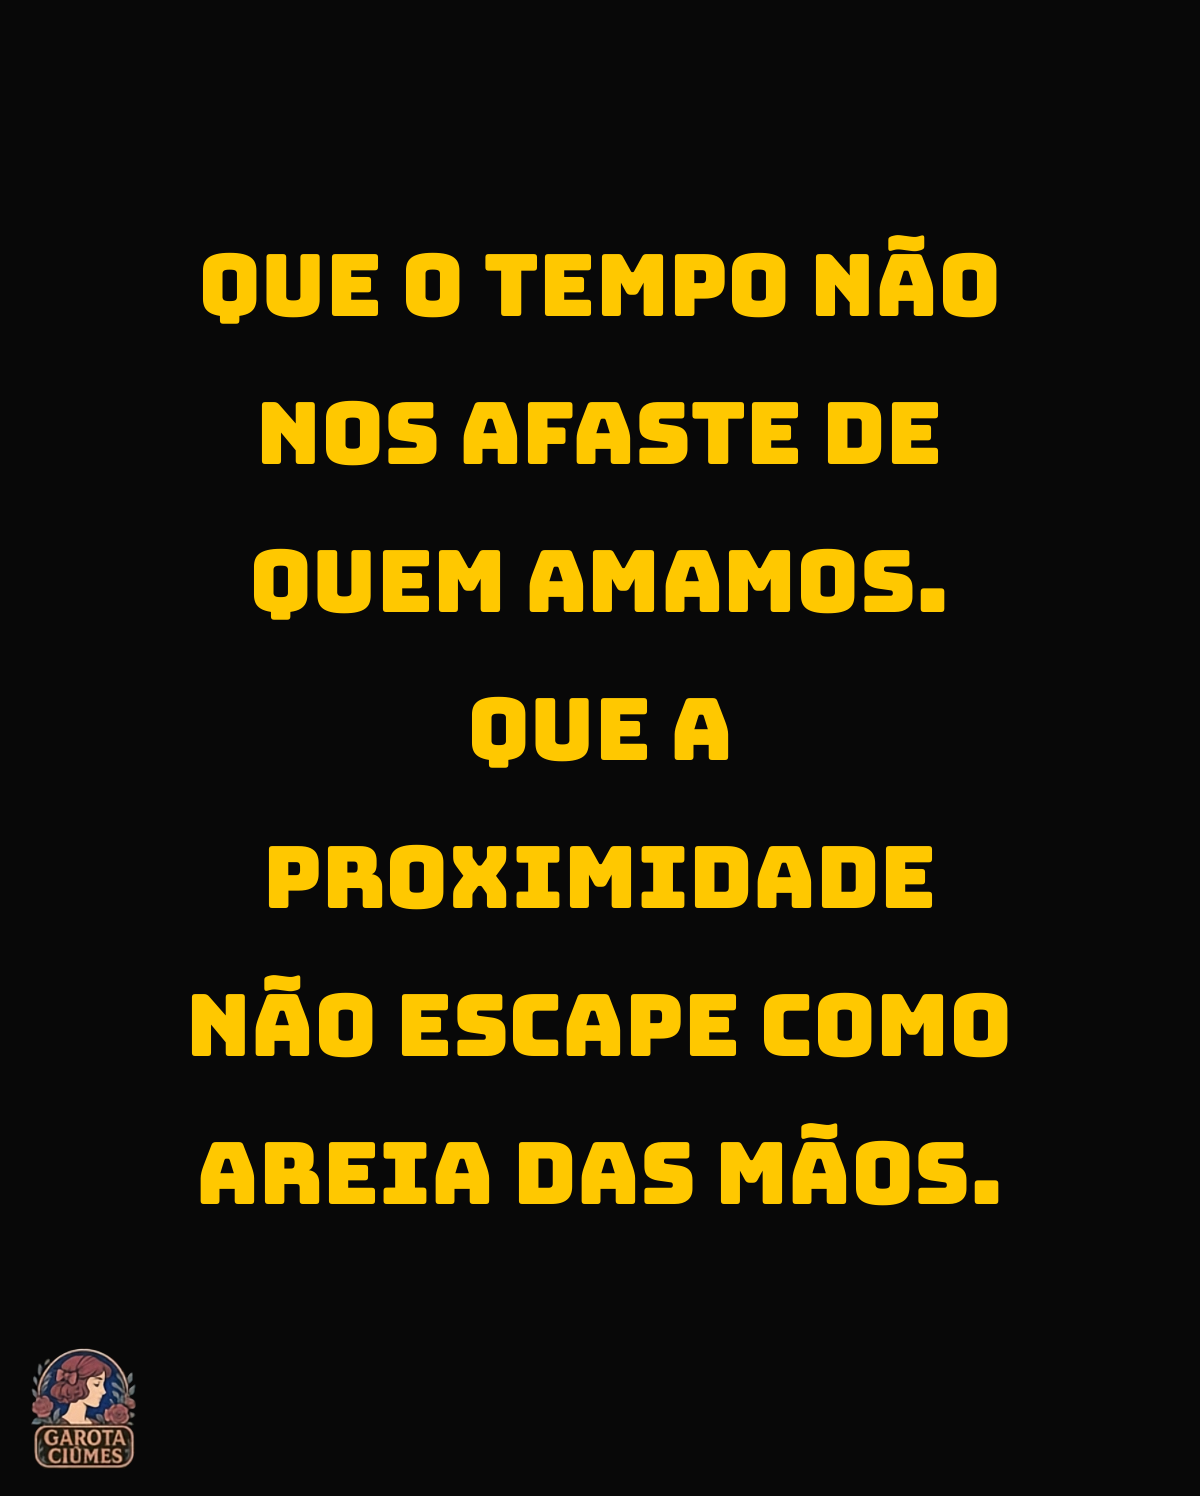 QUE O TEMPO NÃO
NOS AFASTE DE
QUEM AMAMOS.
QUE A
PROXIMIDADE
NÃO ESCAPE COMO
AREIA DAS MÃOS.
GAROTA
CIÚMES